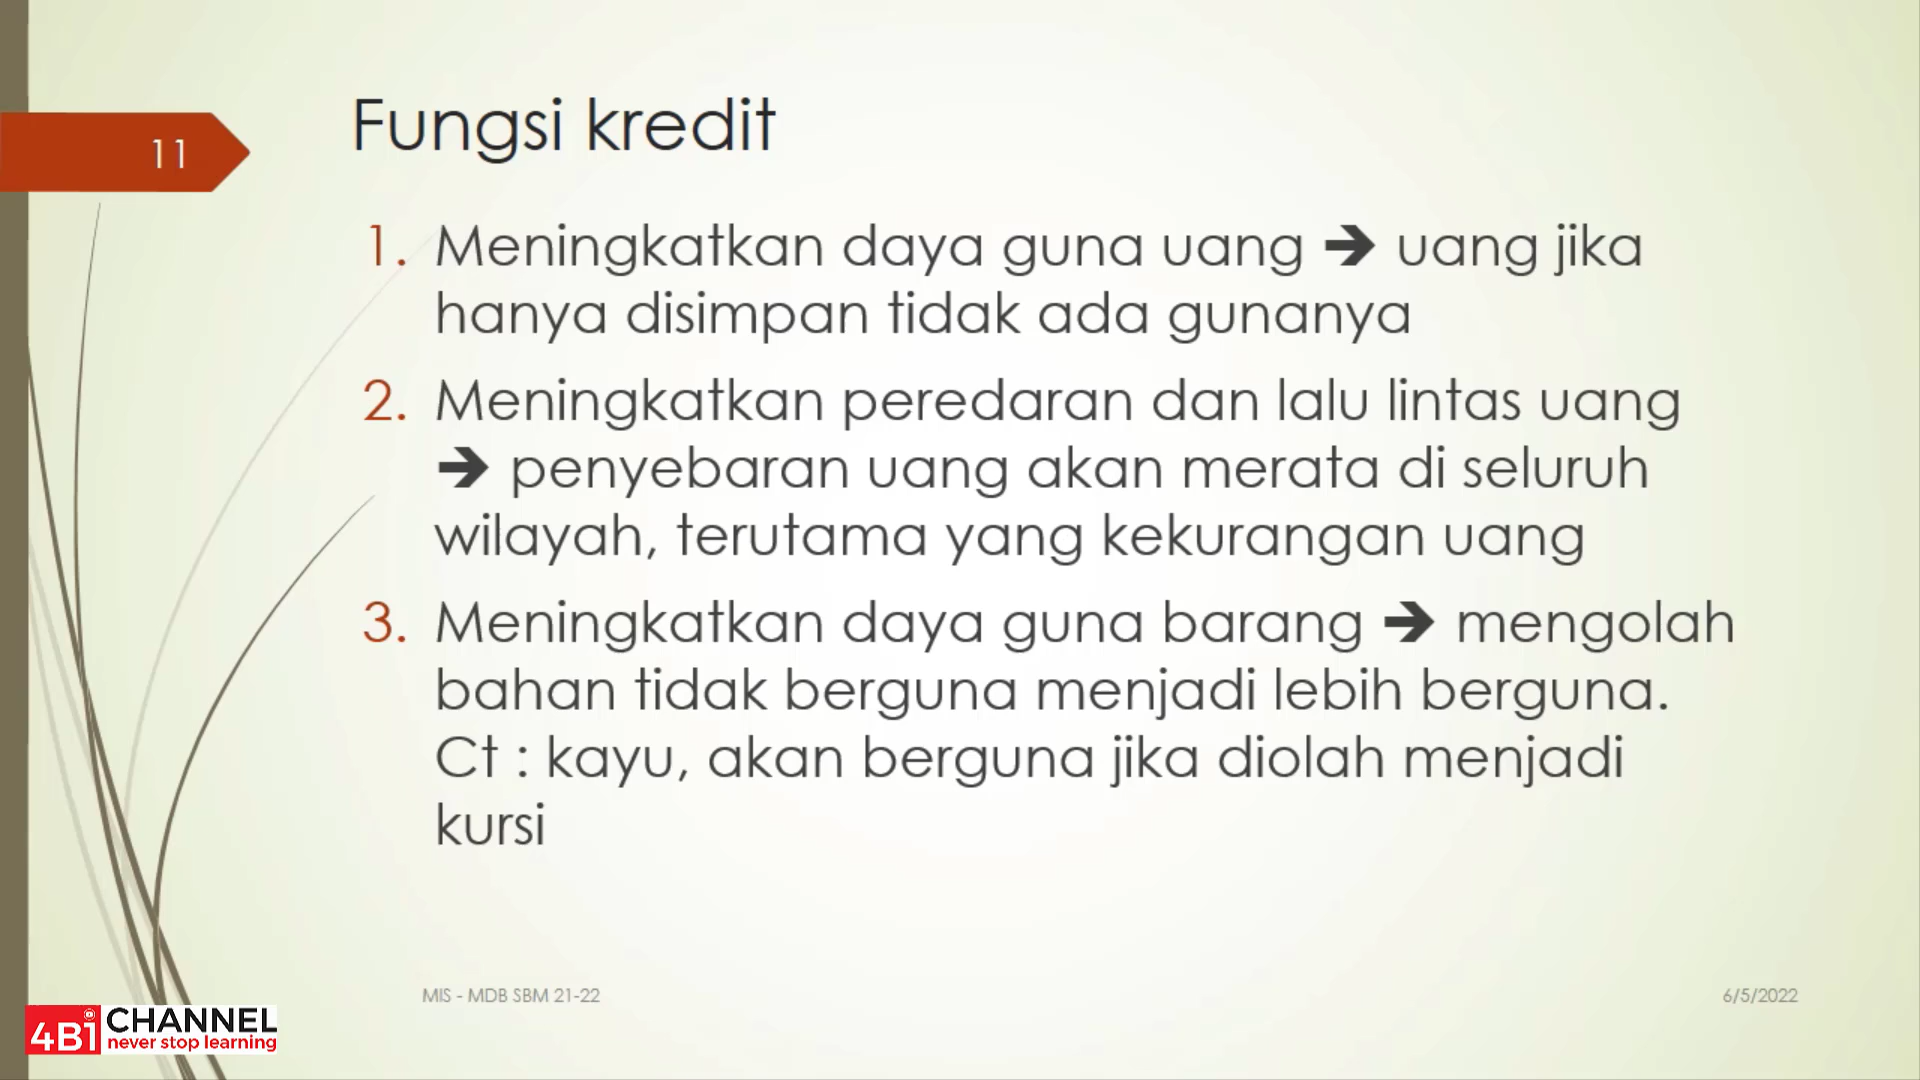 11
Fungsi kredit
1. Meningkatkan daya guna uang → uang jika
hanya disimpan tidak ada gunanya
2. Meningkatkan peredaran dan lalu lintas uang
→ penyebaran uang akan merata di seluruh
wilayah, terutama yang kekurangan uang
3. Meningkatkan daya guna barang → mengolah
bahan tidak berguna menjadi lebih berguna.
Ct : kayu, akan berguna jika diolah menjadi
kursi
MIS - MDB SBM 21-22
6/5/2022
4Bi CHANNEL
never stop learning